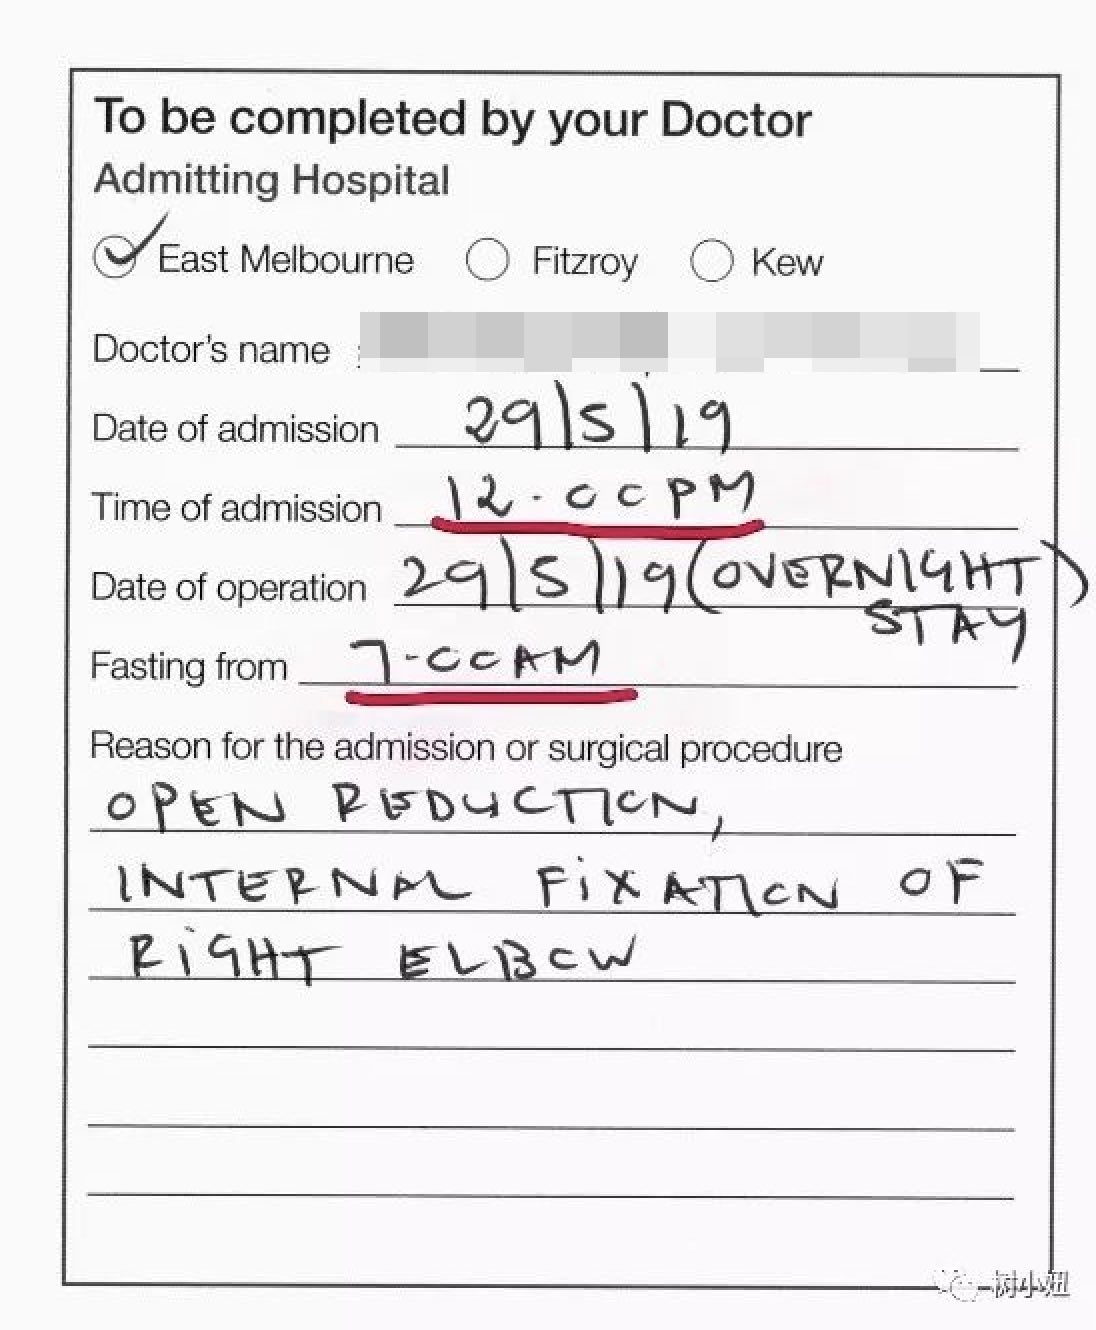 To be completed by your Doctor
Admitting Hospital
East Melbourne Fitzroy Kew
Doctor's name
Date of admission 29/5/19
Time of admission 12.00PM
Date of operation 29/5/19 (OVERNIGHT STAY)
Fasting from 7.00AM
Reason for the admission or surgical procedure
OPEN REDUCTION,
INTERNAL FIXATION OF
RIGHT ELBOW
树小妞